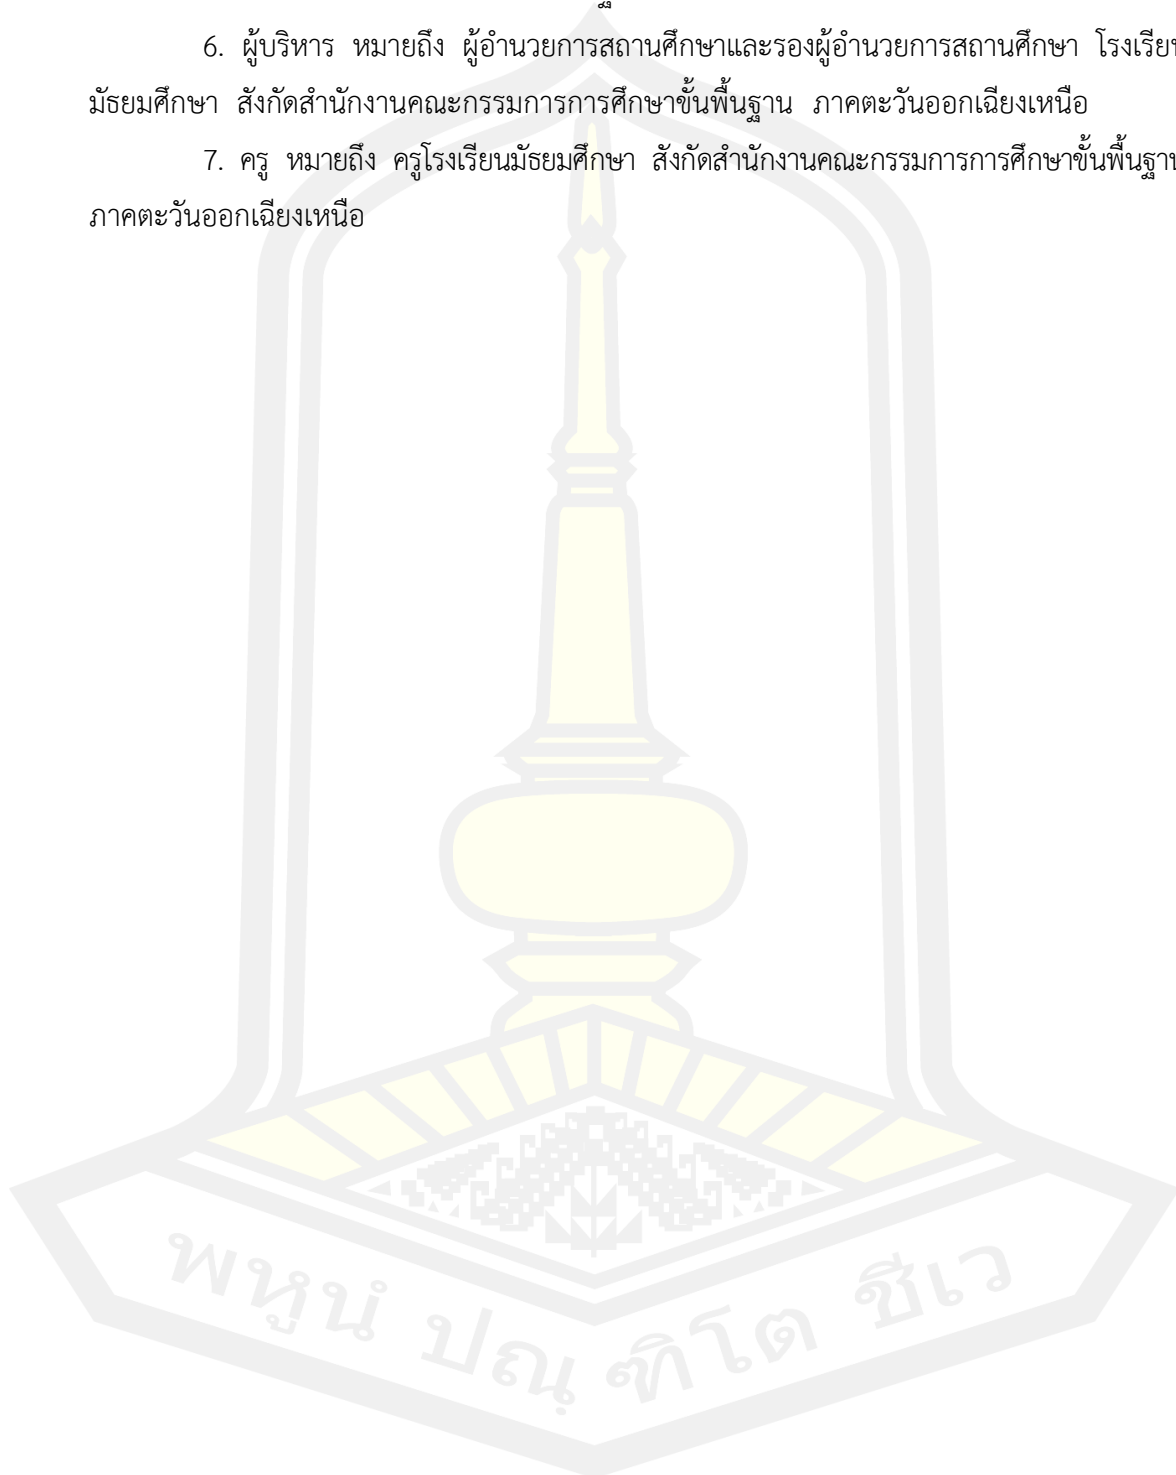 6. ผู้บริหาร หมายถึง ผู้อำนวยการสถานศึกษาและรองผู้อำนวยการสถานศึกษา โรงเรียน
มัธยมศึกษา สังกัดสำนักงานคณะกรรมการการศึกษาขั้นพื้นฐาน ภาคตะวันออกเฉียงเหนือ
7. ครู หมายถึง ครูโรงเรียนมัธยมศึกษา สังกัดสำนักงานคณะกรรมการการศึกษาขั้นพื้นฐาน
ภาคตะวันออกเฉียงเหนือ
พหูนํ ปณฺฑิโต ชีเว